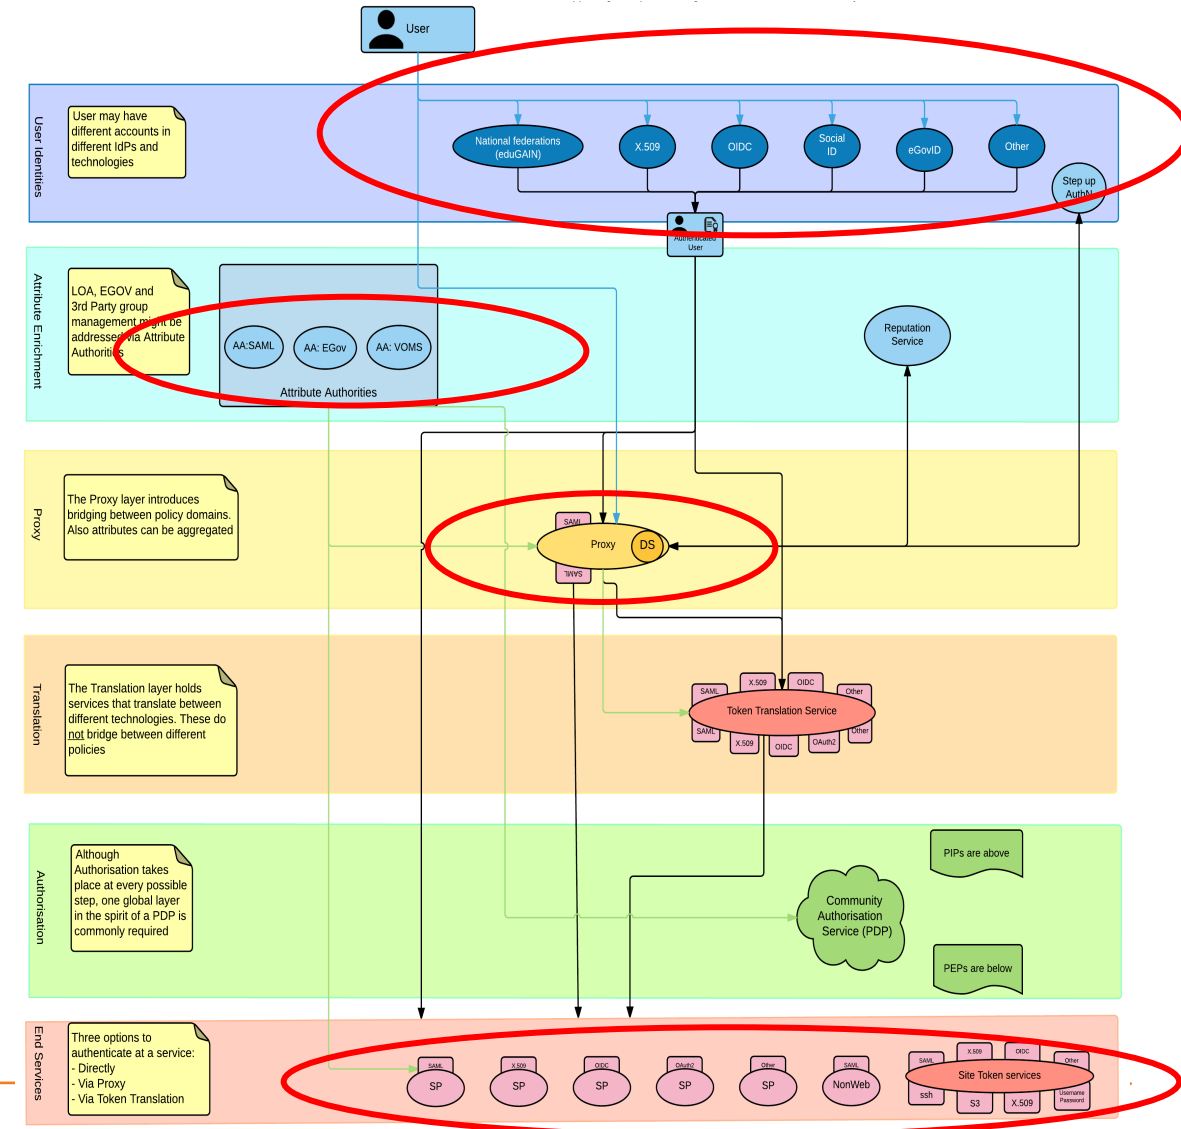 User
User Identities
User may have
different accounts in
different IdPs and
technologies
National federations
(eduGAIN)
X.509
OIDC
Social
ID
eGovID
Other
Step up
AuthN
Authenticated
User
Attribute Enrichment
LOA, EGOV and
3rd Party group
management might be
addressed via Attribute
Authorities
AA:SAML
AA: EGov
AA: VOMS
Attribute Authorities
Reputation
Service
Proxy
The Proxy layer introduces
bridging between policy domains.
Also attributes can be aggregated
SAML
Proxy
DS
SAML
Translation
The Translation layer holds
services that translate between
different technologies. These do
not bridge between different
policies
SAML
X.509
OIDC
Other
Token Translation Service
SAML
X.509
OIDC
OAuth2
Other
Authorisation
Although
Authorisation takes
place at every possible
step, one global layer
in the spirit of a PDP is
commonly required
PIPs are above
Community
Authorisation
Service (PDP)
PEPs are below
End Services
Three options to
authenticate at a service:
- Directly
- Via Proxy
- Via Token Translation
SAML
SP
X.509
SP
OIDC
SP
OAuth2
SP
Other
SP
SAML
NonWeb
SAML
X.509
OIDC
Other
Site Token services
ssh
S3
X.509
Username
Password